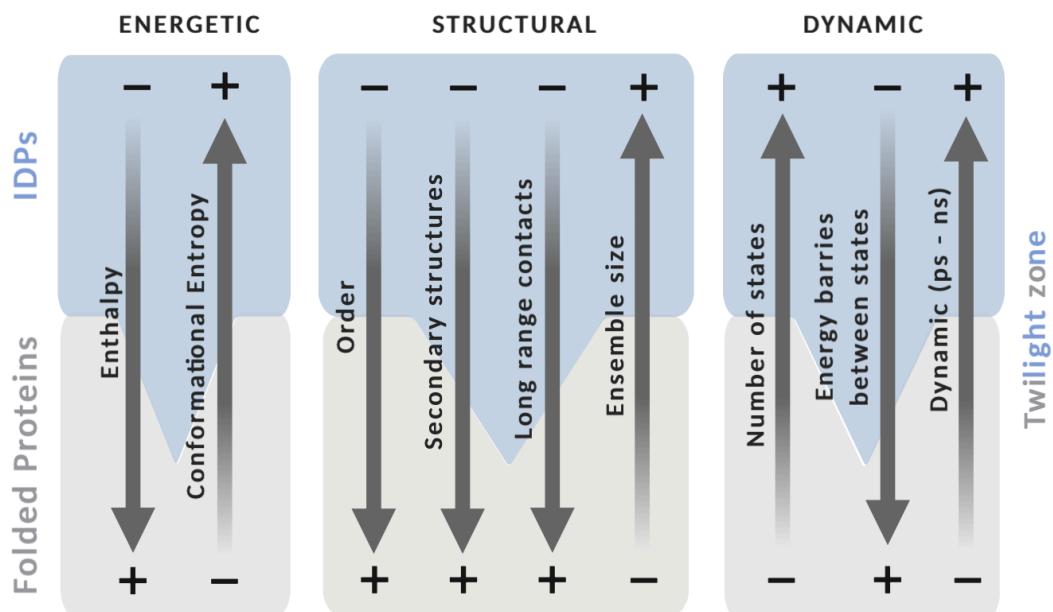 ENERGETIC
STRUCTURAL
DYNAMIC
IDPs
Folded Proteins
− +
− − − +
+ − +
Enthalpy
Conformational Entropy
Order
Secondary structures
Long range contacts
Ensemble size
Number of states
Energy barries
between states
Dynamic (ps - ns)
+ −
+ + + −
− + −
Twilight zone